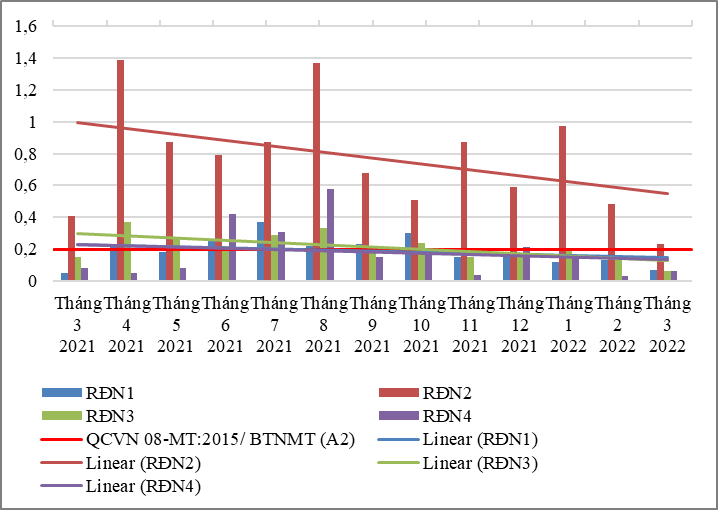 1,6
1,4
1,2
1
0,8
0,6
0,4
0,2
0
Tháng Tháng Tháng Tháng Tháng Tháng Tháng Tháng Tháng Tháng Tháng Tháng Tháng
3 4 5 6 7 8 9 10 11 12 1 2 3
2021 2021 2021 2021 2021 2021 2021 2021 2021 2021 2022 2022 2022
RĐN1 RĐN2
RĐN3 RĐN4
QCVN 08-MT:2015/ BTNMT (A2) Linear (RĐN1)
Linear (RĐN2) Linear (RĐN3)
Linear (RĐN4)